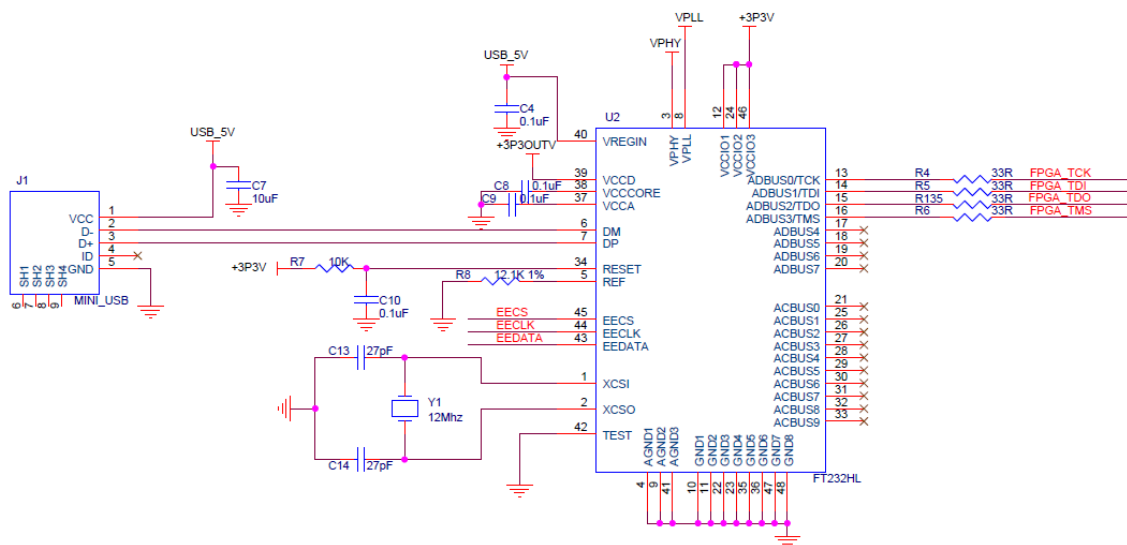 VPLL
+3P3V
VPHY
USB_5V
C4
0.1uF
U2
12
24
46
3
8
40
VREGIN
VPHY
VPLL
VCCIO1
VCCIO2
VCCIO3
+3P3OUTV
USB_5V
39
VCCD
38
VCCCORE
37
VCCA
C8
0.1uF
C9
0.1uF
C7
10uF
J1
VCC
1
D-
2
D+
3
ID
4
GND
5
SH1
SH2
SH3
SH4
6
7
8
9
MINI_USB
6
DM
7
DP
13
ADBUS0/TCK
R4
33R
FPGA_TCK
14
ADBUS1/TDI
R5
33R
FPGA_TDI
15
ADBUS2/TDO
R135
33R
FPGA_TDO
16
ADBUS3/TMS
R6
33R
FPGA_TMS
17
ADBUS4
18
ADBUS5
19
ADBUS6
20
ADBUS7
+3P3V
R7
10K
34
RESET
R8
12.1K 1%
5
REF
C10
0.1uF
EECS
45
EECS
EECLK
44
EECLK
EEDATA
43
EEDATA
21
ACBUS0
25
ACBUS1
26
ACBUS2
27
ACBUS3
28
ACBUS4
29
ACBUS5
30
ACBUS6
31
ACBUS7
32
ACBUS8
33
ACBUS9
C13
27pF
1
XCSI
Y1
12Mhz
2
XCSO
42
TEST
C14
27pF
AGND1
AGND2
AGND3
GND1
GND2
GND3
GND4
GND5
GND6
GND7
GND8
FT232HL
4
9
41
10
11
22
23
35
36
47
48